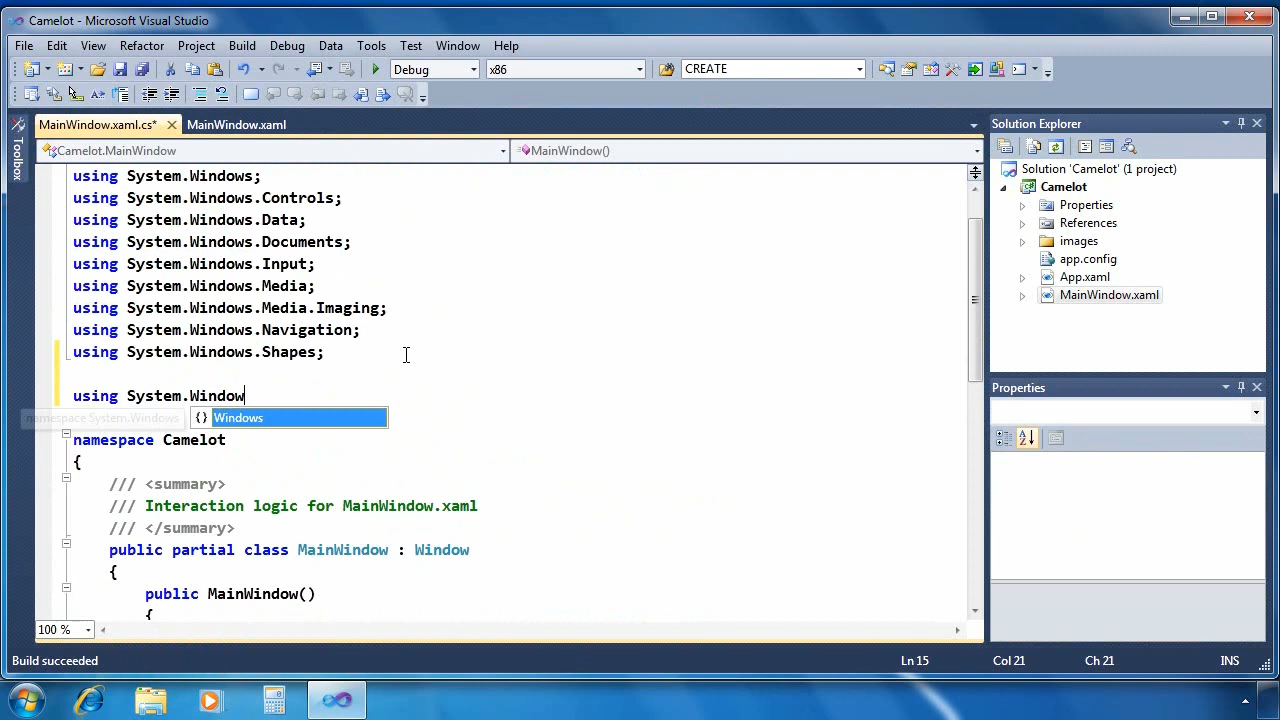 Camelot - Microsoft Visual Studio
File Edit View Refactor Project Build Debug Data Tools Test Window Help
Debug x86 CREATE
MainWindow.xaml.cs* MainWindow.xaml
Camelot.MainWindow MainWindow()
Toolbox
using System.Windows;
using System.Windows.Controls;
using System.Windows.Data;
using System.Windows.Documents;
using System.Windows.Input;
using System.Windows.Media;
using System.Windows.Media.Imaging;
using System.Windows.Navigation;
using System.Windows.Shapes;
using System.Window
namespace System.Windows
{} Windows
namespace Camelot
{
/// <summary>
/// Interaction logic for MainWindow.xaml
/// </summary>
public partial class MainWindow : Window
{
public MainWindow()
{
100 %
Solution Explorer
Solution 'Camelot' (1 project)
Camelot
Properties
References
images
app.config
App.xaml
MainWindow.xaml
Properties
Build succeeded Ln 15 Col 21 Ch 21 INS